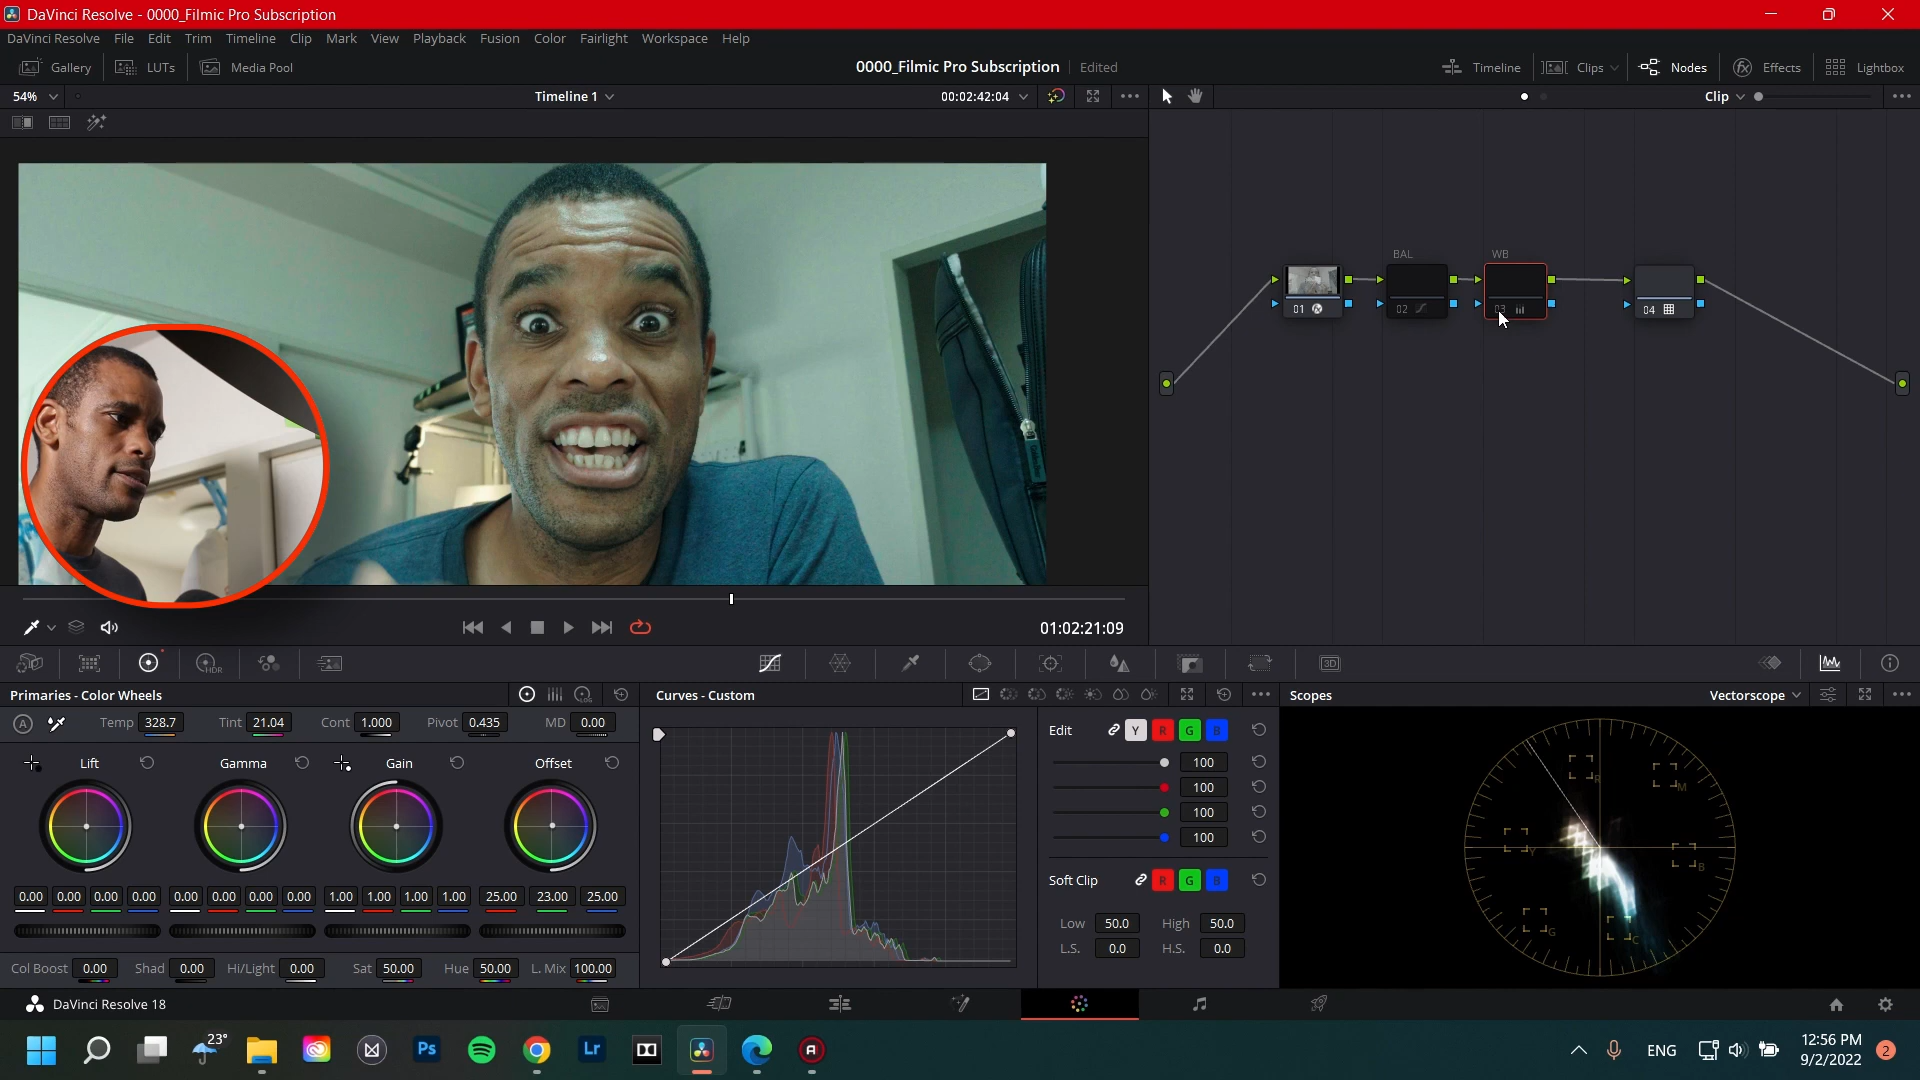 DaVinci Resolve - 0000_Filmic Pro Subscription
DaVinci Resolve File Edit Trim Timeline Clip Mark View Playback Fusion Color Fairlight Workspace Help
Gallery LUTs Media Pool 0000_Filmic Pro Subscription Edited Timeline Clips Nodes Effects Lightbox
54% Timeline 1 00:02:42:04 Clip
BAL WB
01 02 03 04
01:02:21:09
HDR 3D
Primaries - Color Wheels Curves - Custom Scopes Vectorscope
A Temp 328.7 Tint 21.04 Cont 1.000 Pivot 0.435 MD 0.00
Edit Y R G B
Lift Gamma Gain Offset
100
100
100
100
R M Y B G C
Soft Clip R G B
0.00 0.00 0.00 0.00 0.00 0.00 0.00 0.00 1.00 1.00 1.00 1.00 25.00 23.00 25.00
Low 50.0 High 50.0
L.S. 0.0 H.S. 0.0
Col Boost 0.00 Shad 0.00 Hi/Light 0.00 Sat 50.00 Hue 50.00 L. Mix 100.00
DaVinci Resolve 18
23°
Ps
Lr
ENG
12:56 PM
9/2/2022
2